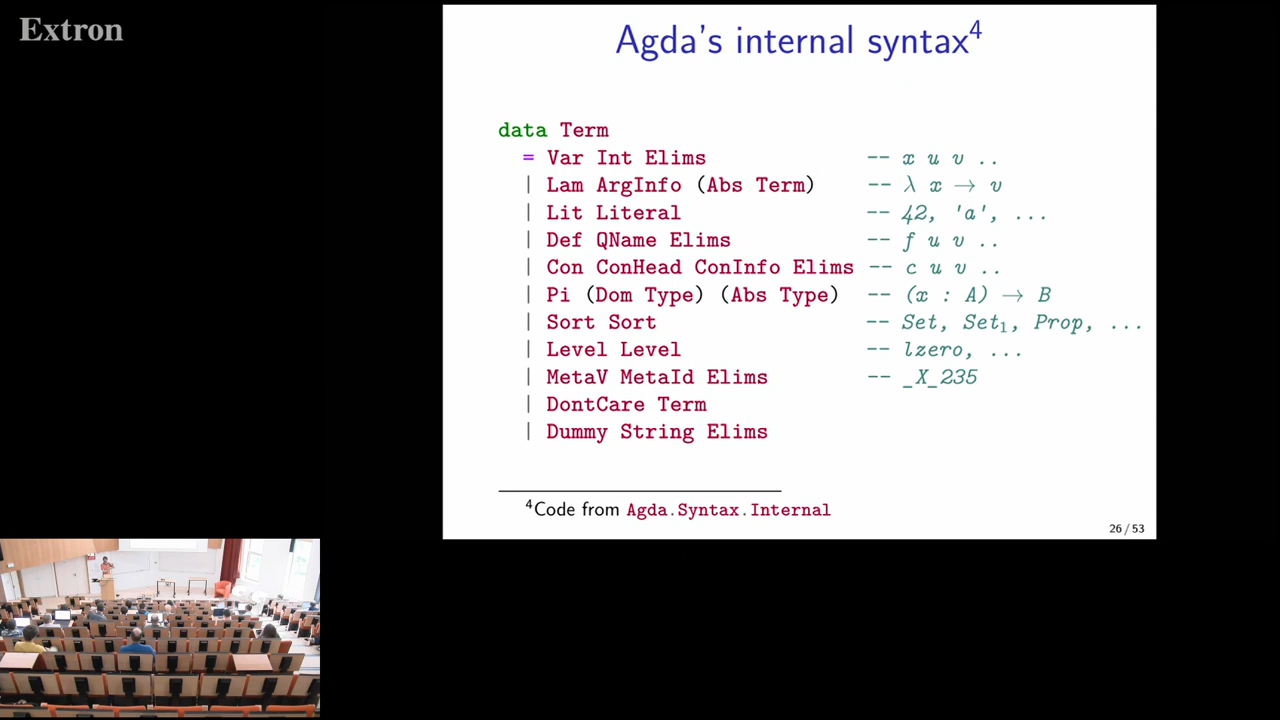 Extron
Agda's internal syntax⁴
data Term
= Var Int Elims -- x u v ..
| Lam ArgInfo (Abs Term) -- λ x → v
| Lit Literal -- 42, 'a', ...
| Def QName Elims -- f u v ..
| Con ConHead ConInfo Elims -- c u v ..
| Pi (Dom Type) (Abs Type) -- (x : A) → B
| Sort Sort -- Set, Set₁, Prop, ...
| Level Level -- lzero, ...
| MetaV MetaId Elims -- _X_235
| DontCare Term
| Dummy String Elims
⁴Code from Agda.Syntax.Internal
26 / 53